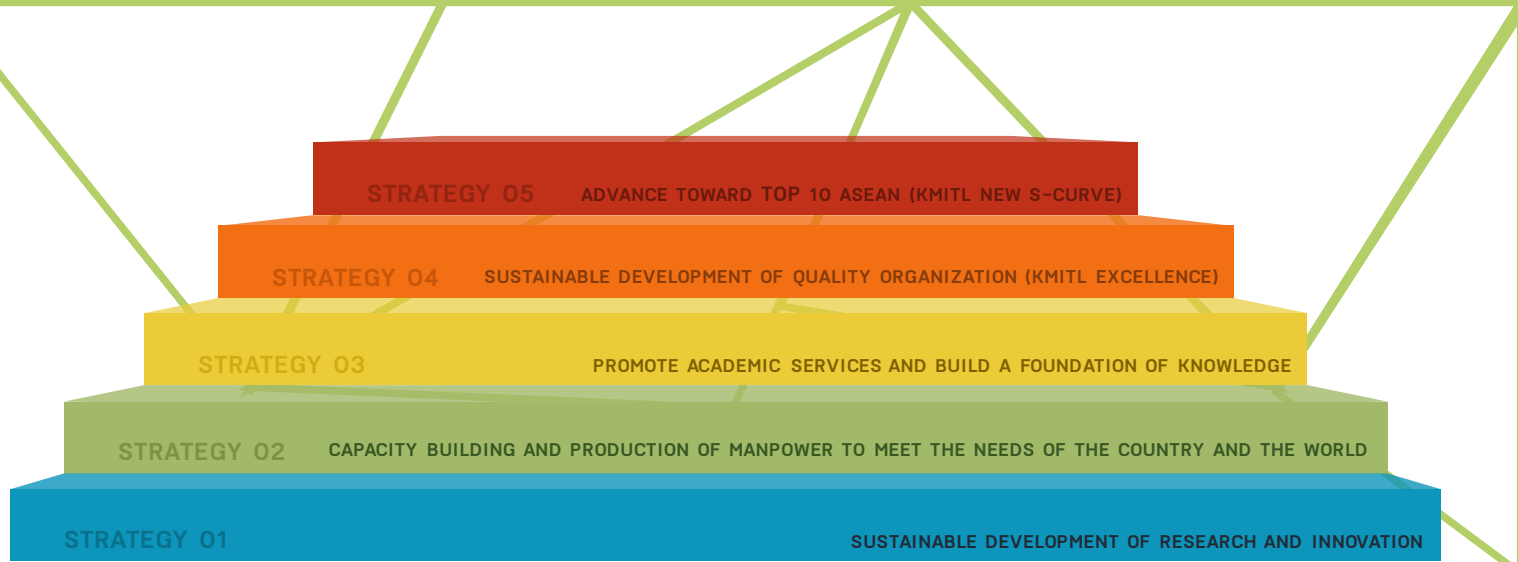 STRATEGY 05 ADVANCE TOWARD TOP 10 ASEAN (KMITL NEW S-CURVE)
STRATEGY 04 SUSTAINABLE DEVELOPMENT OF QUALITY ORGANIZATION (KMITL EXCELLENCE)
STRATEGY 03 PROMOTE ACADEMIC SERVICES AND BUILD A FOUNDATION OF KNOWLEDGE
STRATEGY 02 CAPACITY BUILDING AND PRODUCTION OF MANPOWER TO MEET THE NEEDS OF THE COUNTRY AND THE WORLD
STRATEGY 01 SUSTAINABLE DEVELOPMENT OF RESEARCH AND INNOVATION